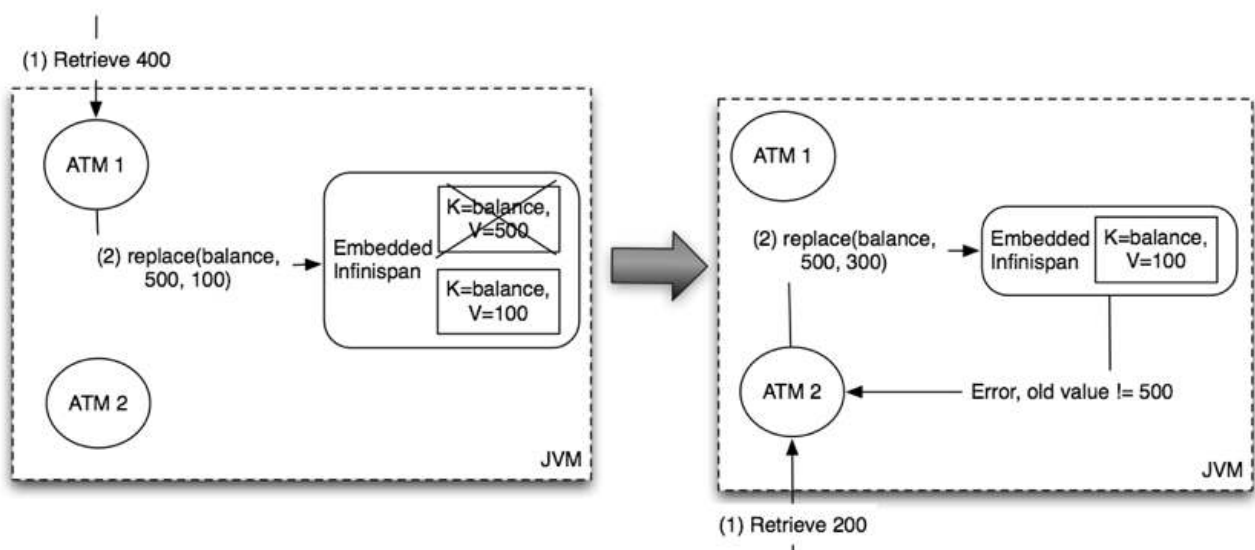 (1) Retrieve 400
ATM 1
(2) replace(balance,
500, 100)
Embedded
Infinispan
K=balance,
V=500
K=balance,
V=100
ATM 2
JVM
ATM 1
(2) replace(balance,
500, 300)
Embedded
Infinispan
K=balance,
V=100
ATM 2
Error, old value != 500
JVM
(1) Retrieve 200